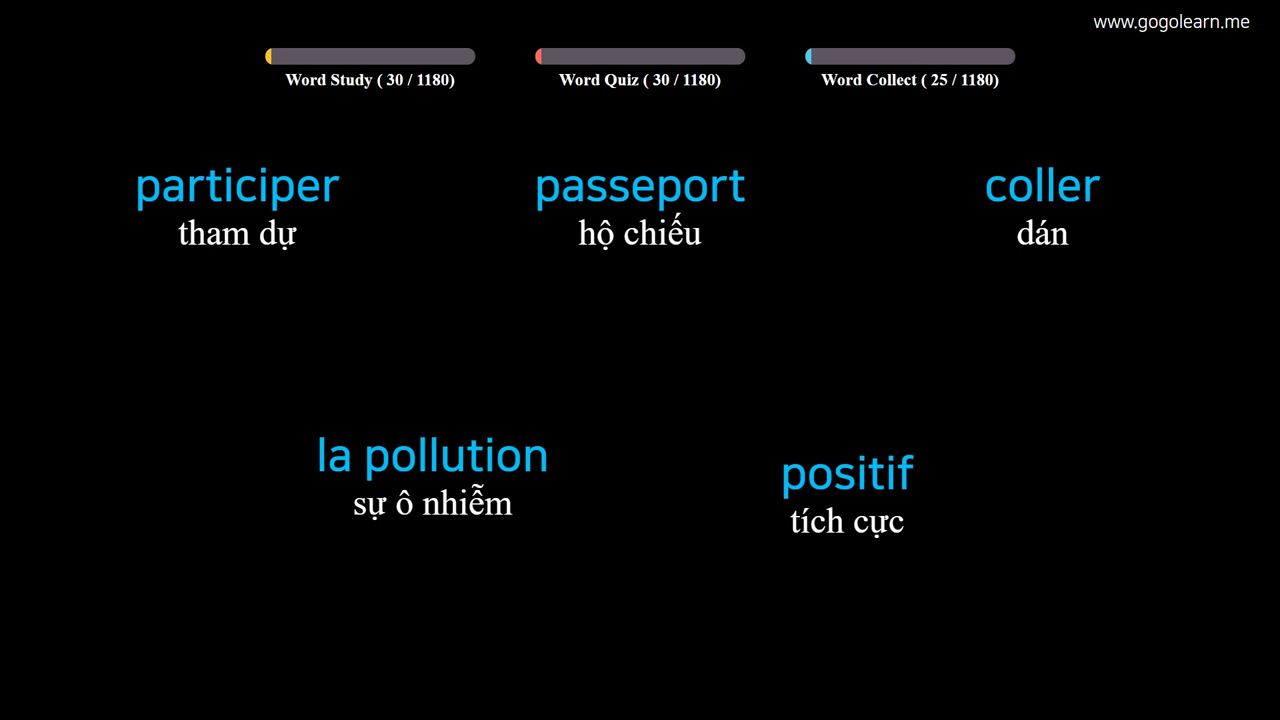 www.gogolearn.me
Word Study ( 30 / 1180)
Word Quiz ( 30 / 1180)
Word Collect ( 25 / 1180)
participer
tham dự
passeport
hộ chiếu
coller
dán
la pollution
sự ô nhiễm
positif
tích cực